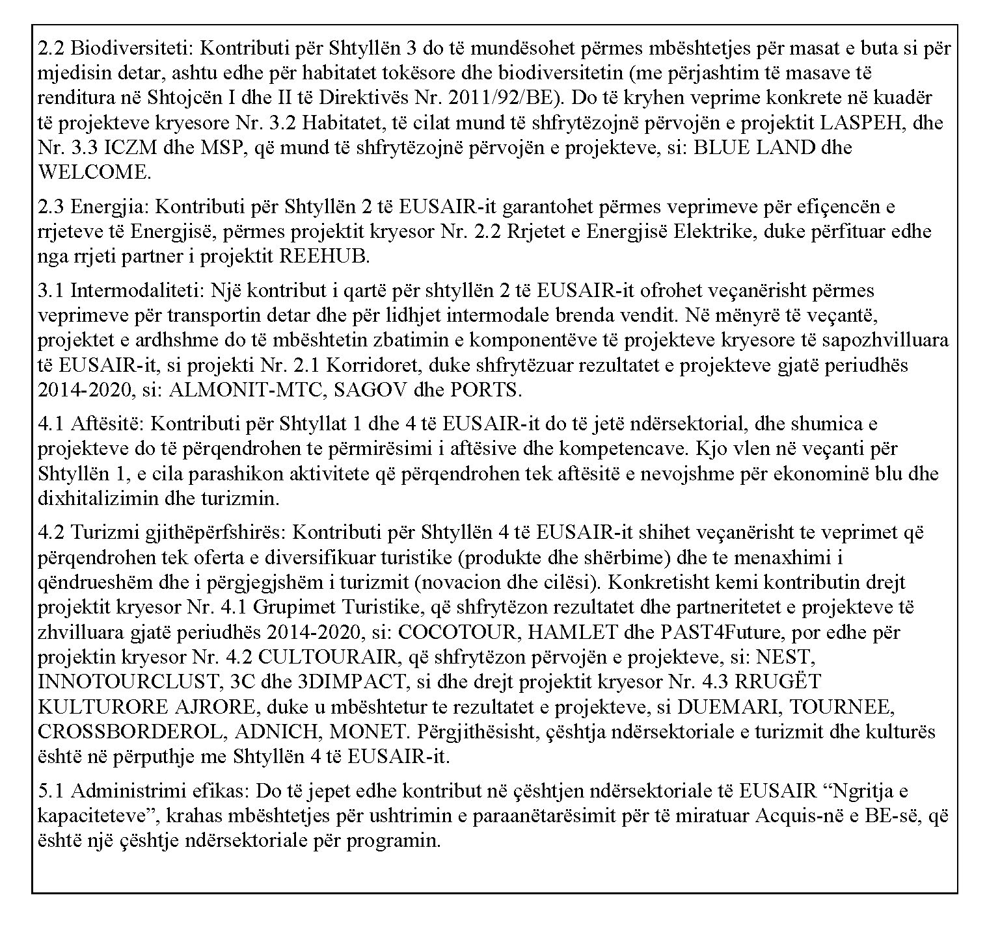 2.2 Biodiversiteti: Kontributi për Shtyllën 3 do të mundësohet përmes mbështetjes për masat e buta si për
mjedisin detar, ashtu edhe për habitatet tokësore dhe biodiversitetin (me përjashtim të masave të
renditura në Shtojcën I dhe II të Direktivës Nr. 2011/92/BE). Do të kryhen veprime konkrete në kuadër
të projekteve kryesore Nr. 3.2 Habitatet, të cilat mund të shfrytëzojnë përvojën e projektit LASPEH, dhe
Nr. 3.3 ICZM dhe MSP, që mund të shfrytëzojnë përvojën e projekteve, si: BLUE LAND dhe
WELCOME.
2.3 Energjia: Kontributi për Shtyllën 2 të EUSAIR-it garantohet përmes veprimeve për efiçencën e
rrjeteve të Energjisë, përmes projektit kryesor Nr. 2.2 Rrjetet e Energjisë Elektrike, duke përfituar edhe
nga rrjeti partner i projektit REEHUB.
3.1 Intermodaliteti: Një kontribut i qartë për shtyllën 2 të EUSAIR-it ofrohet veçanërisht përmes
veprimeve për transportin detar dhe për lidhjet intermodale brenda vendit. Në mënyrë të veçantë,
projektet e ardhshme do të mbështetin zbatimin e komponentëve të projekteve kryesore të sapozhvilluara
të EUSAIR-it, si projekti Nr. 2.1 Korridoret, duke shfrytëzuar rezultatet e projekteve gjatë periudhës
2014-2020, si: ALMONIT-MTC, SAGOV dhe PORTS.
4.1 Aftësitë: Kontributi për Shtyllat 1 dhe 4 të EUSAIR-it do të jetë ndërsektorial, dhe shumica e
projekteve do të përqendrohen te përmirësimi i aftësive dhe kompetencave. Kjo vlen në veçanti për
Shtyllën 1, e cila parashikon aktivitete që përqendrohen tek aftësitë e nevojshme për ekonominë blu dhe
dixhitalizimin dhe turizmin.
4.2 Turizmi gjithëpërfshirës: Kontributi për Shtyllën 4 të EUSAIR-it shihet veçanërisht te veprimet që
përqendrohen tek oferta e diversifikuar turistike (produkte dhe shërbime) dhe te menaxhimi i
qëndrueshëm dhe i përgjegjshëm i turizmit (novacion dhe cilësi). Konkretisht kemi kontributin drejt
projektit kryesor Nr. 4.1 Grupimet Turistike, që shfrytëzon rezultatet dhe partneritetet e projekteve të
zhvilluara gjatë periudhës 2014-2020, si: COCOTOUR, HAMLET dhe PAST4Future, por edhe për
projektin kryesor Nr. 4.2 CULTOURAIR, që shfrytëzon përvojën e projekteve, si: NEST,
INNOTOURCLUST, 3C dhe 3DIMPACT, si dhe drejt projektit kryesor Nr. 4.3 RRUGËT
KULTURORE AJRORE, duke u mbështetur te rezultatet e projekteve, si DUEMARI, TOURNEE,
CROSSBORDEROL, ADNICH, MONET. Përgjithësisht, çështja ndërsektoriale e turizmit dhe kulturës
është në përputhje me Shtyllën 4 të EUSAIR-it.
5.1 Administrimi efikas: Do të jepet edhe kontribut në çështjen ndërsektoriale të EUSAIR “Ngritja e
kapaciteteve”, krahas mbështetjes për ushtrimin e paraanëtarësimit për të miratuar Acquis-në e BE-së, që
është një çështje ndërsektoriale për programin.